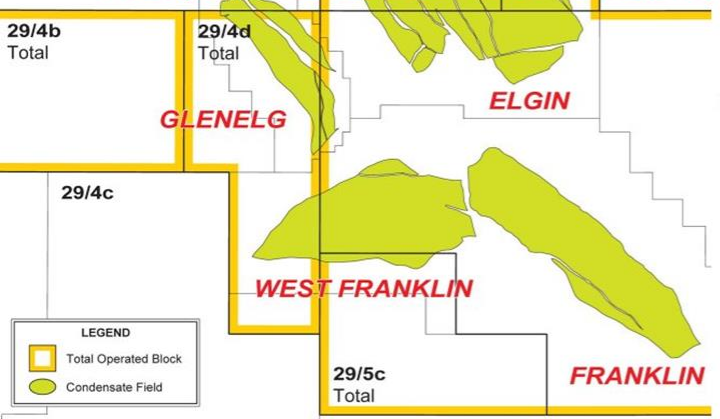 29/4b
Total
29/4d
Total
GLENELG
ELGIN
29/4c
WEST FRANKLIN
LEGEND
Total Operated Block
Condensate Field
29/5c
Total
FRANKLIN